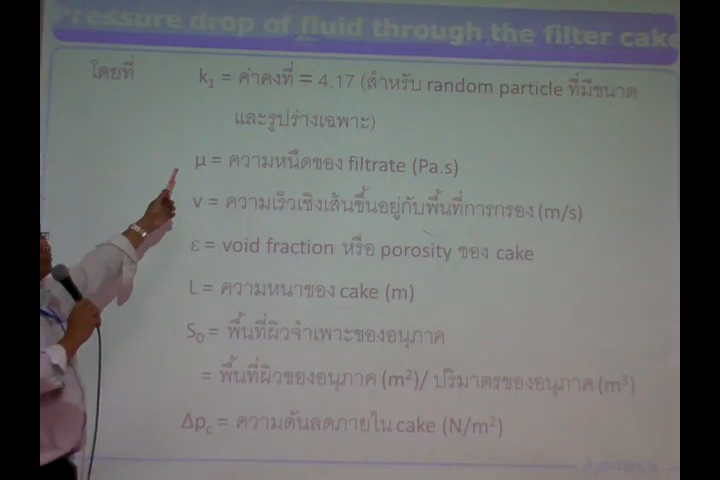 Pressure drop of fluid through the filter cake
โดยที่ k₁ = ค่าคงที่ = 4.17 (สำหรับ random particle ที่มีขนาด
และรูปร่างเฉพาะ)
μ = ความหนืดของ filtrate (Pa.s)
v = ความเร็วเชิงเส้นขึ้นอยู่กับพื้นที่การกรอง (m/s)
ε = void fraction หรือ porosity ของ cake
L = ความหนาของ cake (m)
S₀ = พื้นที่ผิวจำเพาะของอนุภาค
= พื้นที่ผิวของอนุภาค (m²)/ ปริมาตรของอนุภาค (m³)
Δp꜀ = ความดันลดภายใน cake (N/m²)